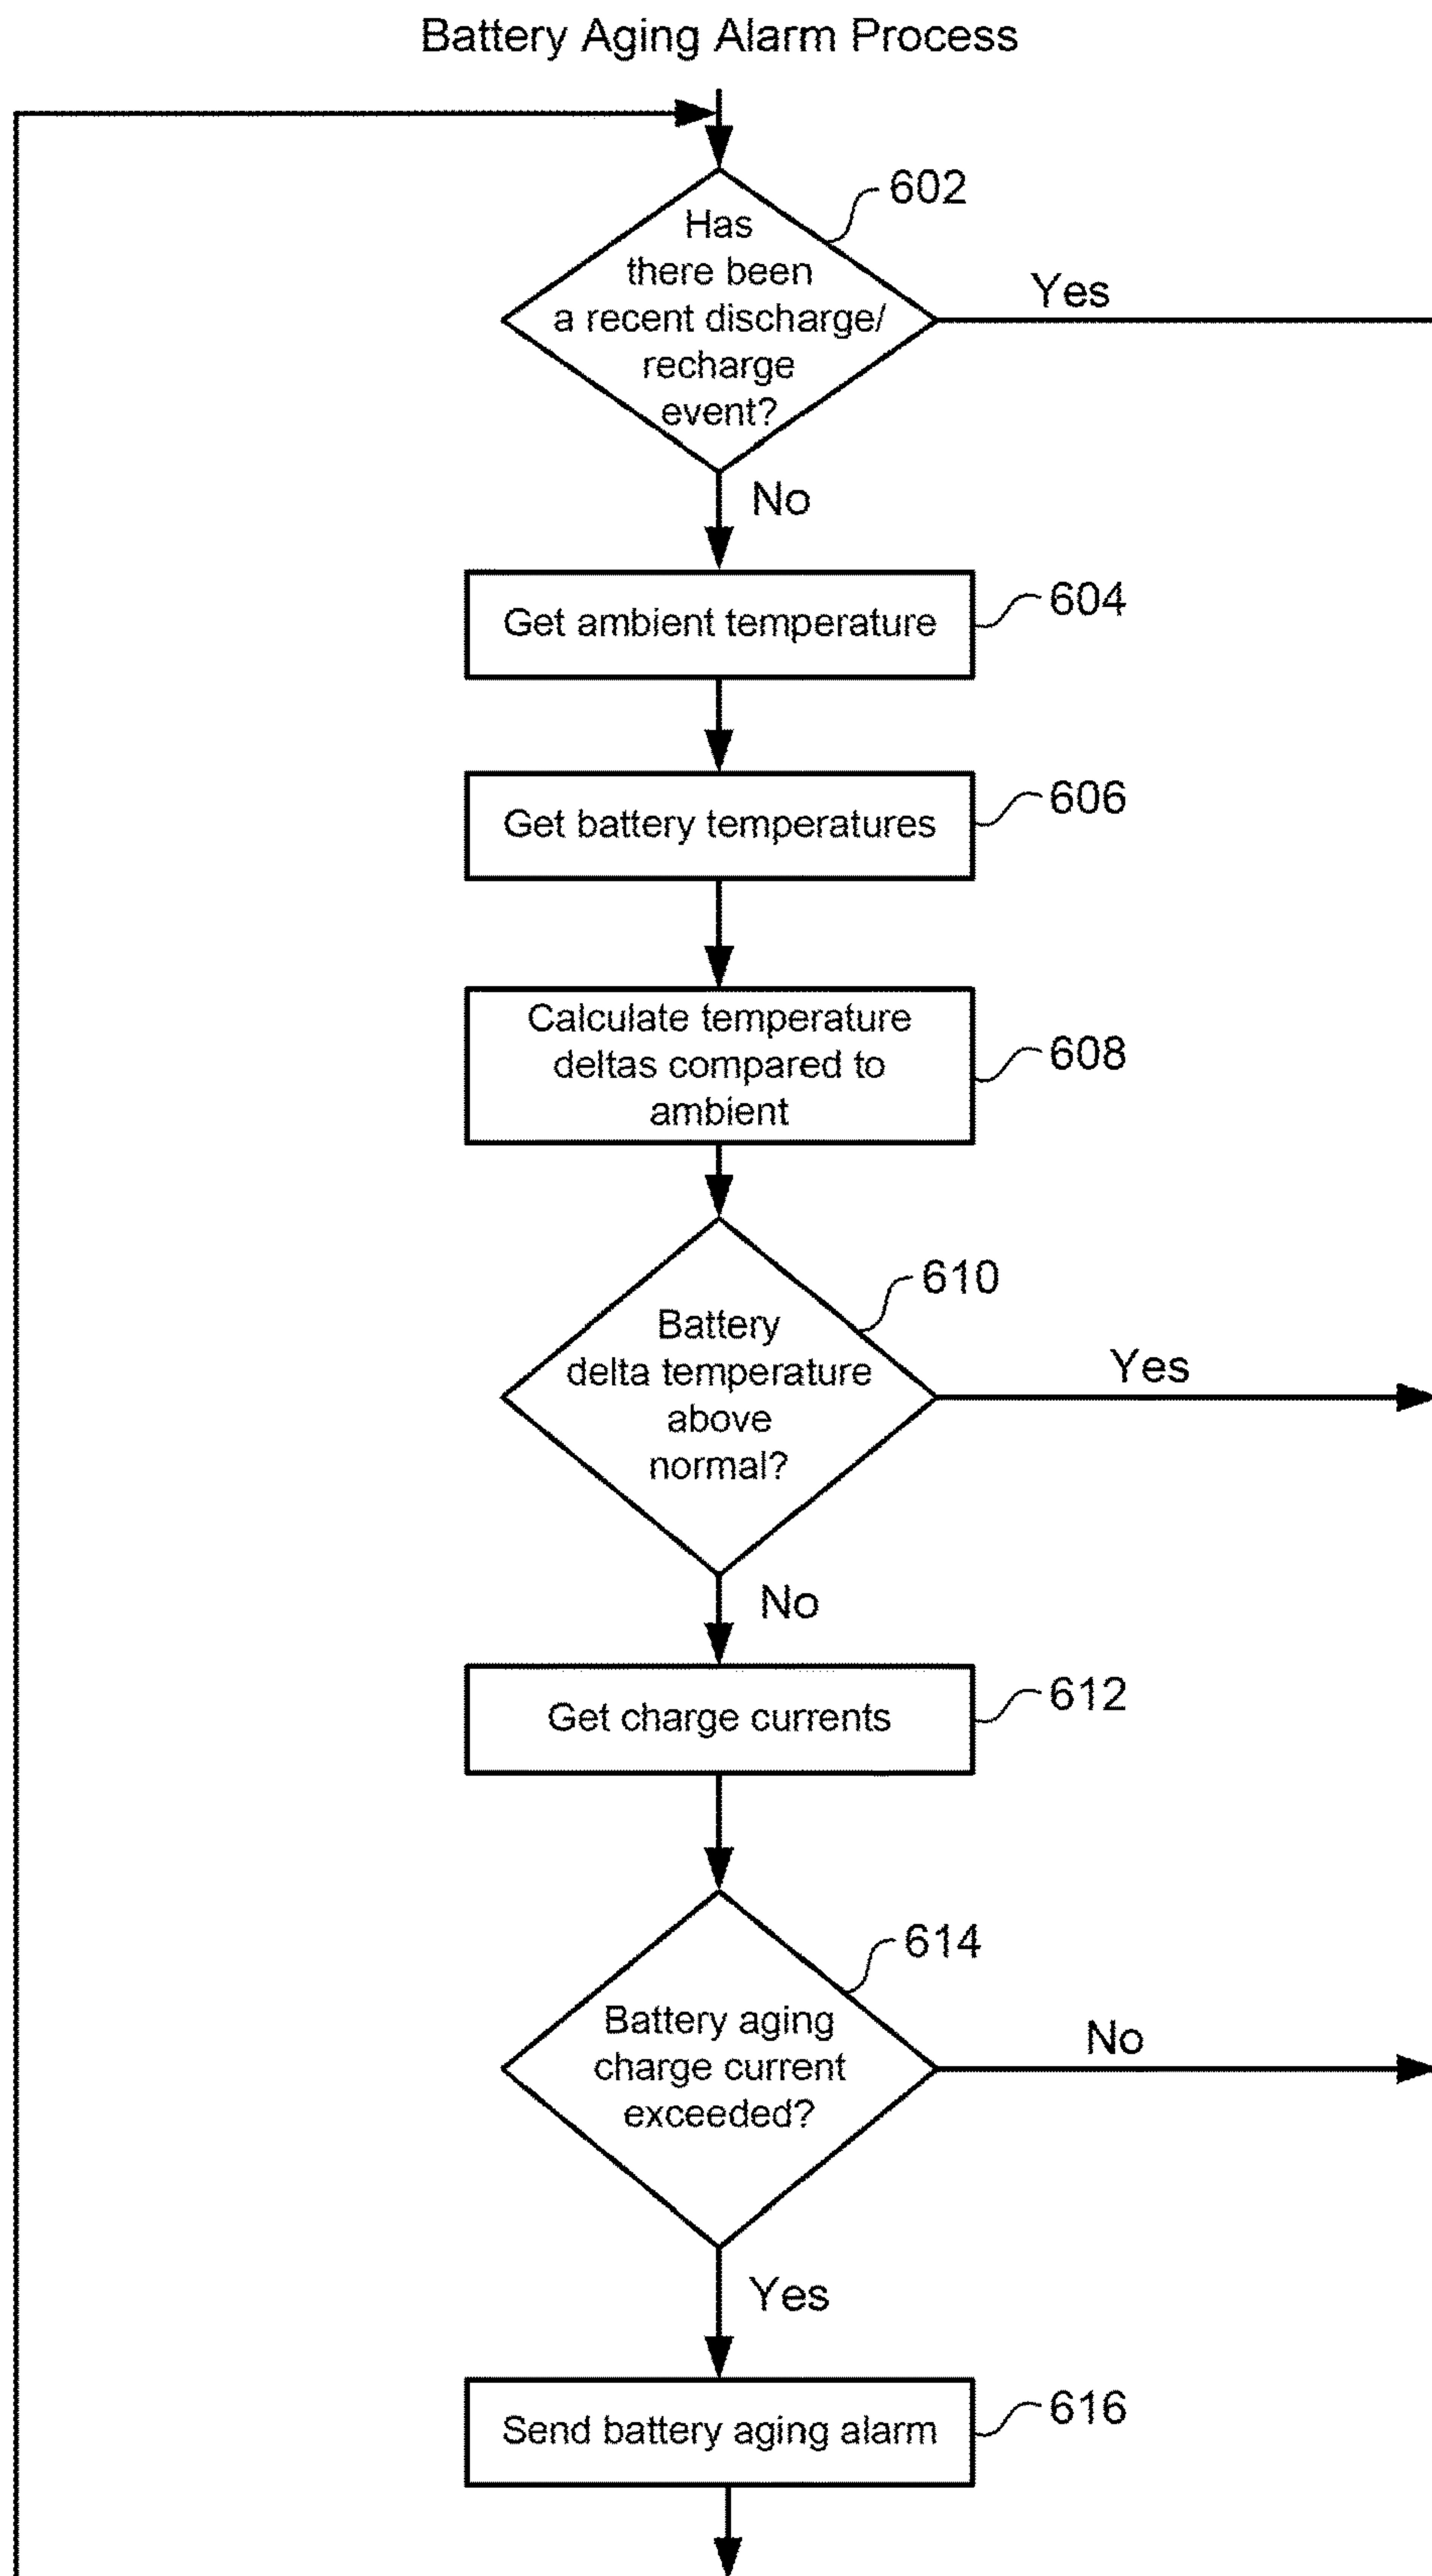 Battery Aging Alarm Process
602
Has
there been
a recent discharge/
recharge
event?
Yes
No
Get ambient temperature
604
Get battery temperatures
606
Calculate temperature
deltas compared to
ambient
608
610
Battery
delta temperature
above
normal?
Yes
No
Get charge currents
612
614
Battery aging
charge current
exceeded?
No
Yes
Send battery aging alarm
616